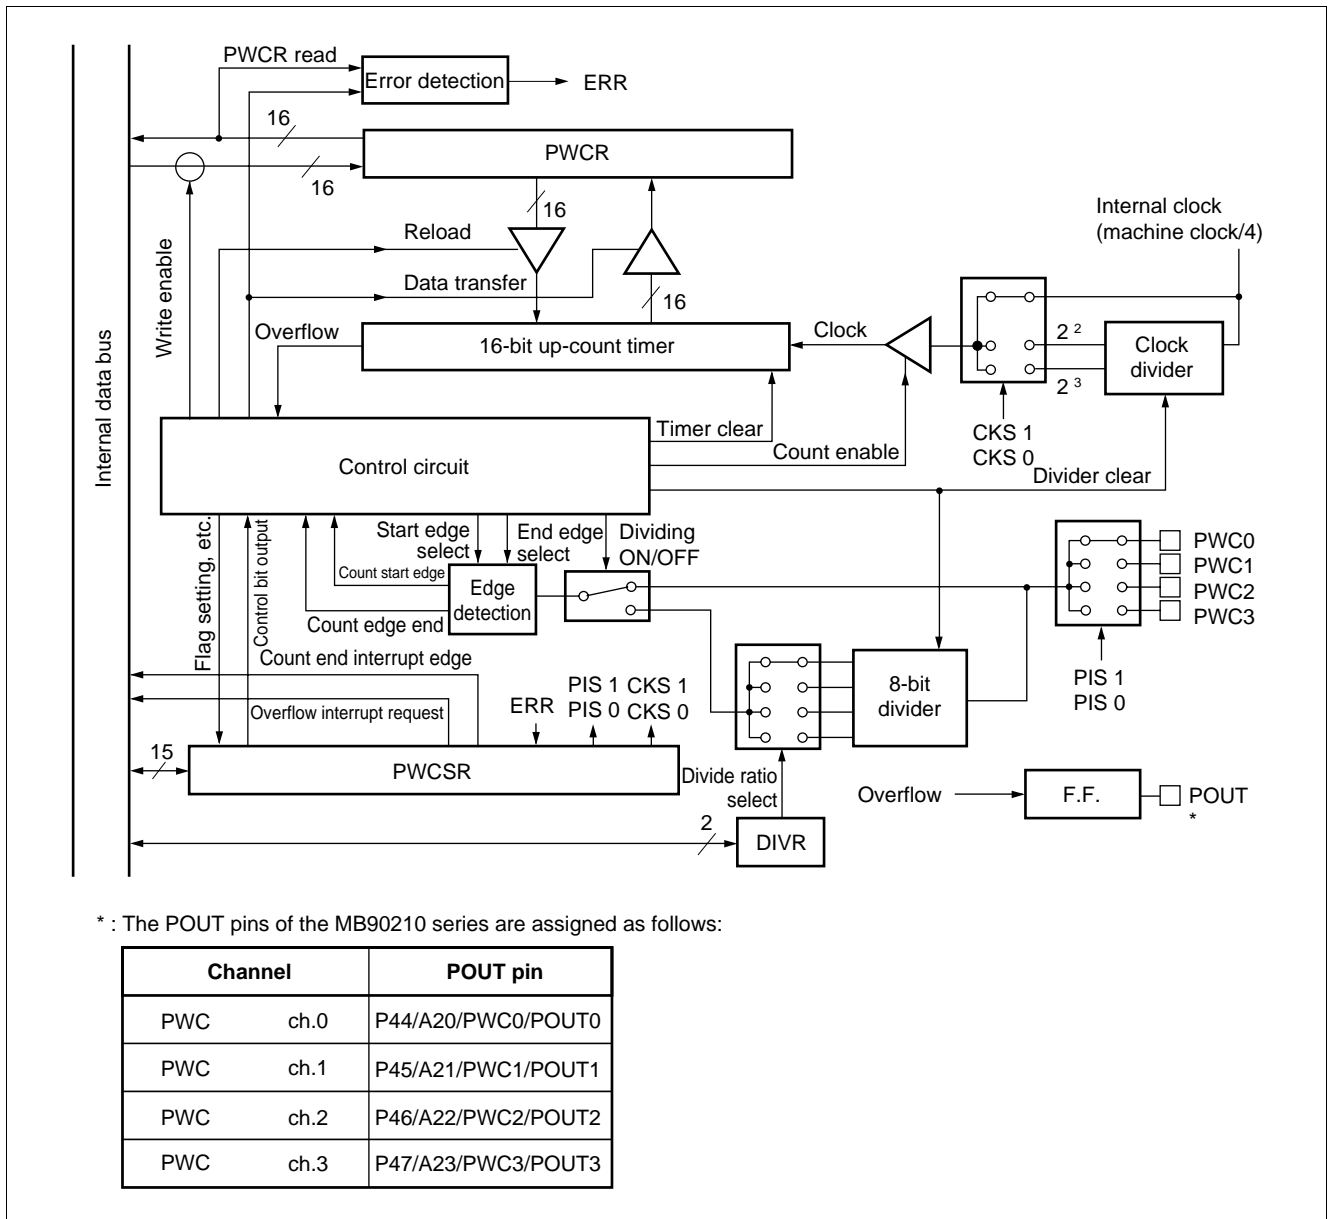 PWCR read
Error detection
ERR
16
PWCR
16
16
Internal clock
(machine clock/4)
Reload
Write enable
Data transfer
16
Internal data bus
Overflow
16-bit up-count timer
Clock
2 2
Clock
divider
2 3
CKS 1
CKS 0
Timer clear
Count enable
Control circuit
Divider clear
Flag setting, etc.
Control bit output
Start edge
select
End edge
select
Dividing
ON/OFF
Count start edge
Edge
detection
Count edge end
PWC0
PWC1
PWC2
PWC3
Count end interrupt edge
PIS 1
PIS 0
CKS 1
CKS 0
8-bit
divider
PIS 1
PIS 0
Overflow interrupt request
ERR
15
PWCSR
Divide ratio
select
Overflow
F.F.
POUT
*
2
DIVR
* : The POUT pins of the MB90210 series are assigned as follows:
Channel POUT pin
PWC ch.0 P44/A20/PWC0/POUT0
PWC ch.1 P45/A21/PWC1/POUT1
PWC ch.2 P46/A22/PWC2/POUT2
PWC ch.3 P47/A23/PWC3/POUT3